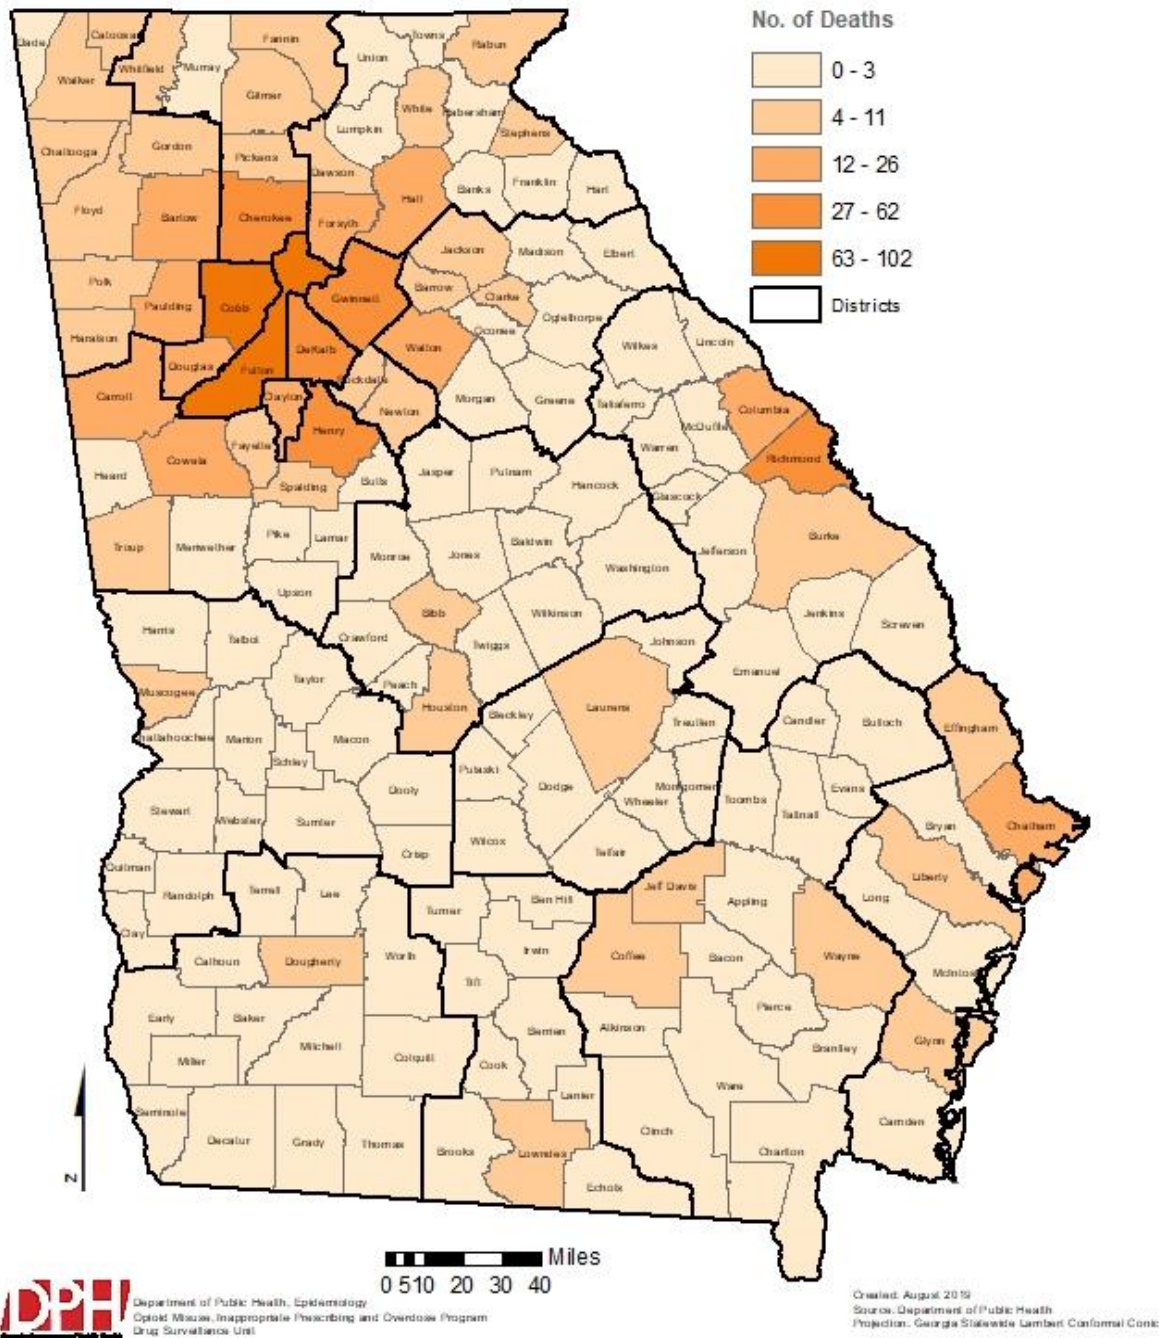 No. of Deaths
0 - 3
4 - 11
12 - 26
27 - 62
63 - 102
Districts
Dade
Catoosa
Fannin
Towns
Rabun
Union
Whitfield
Murray
Walker
Gilmer
White
Habersham
Lumpkin
Stephens
Chattooga
Gordon
Pickens
Dawson
Banks
Franklin
Hart
Hall
Floyd
Bartow
Cherokee
Forsyth
Jackson
Madison
Elbert
Polk
Barrow
Clarke
Paulding
Cobb
Gwinnett
Oconee
Oglethorpe
Haralson
Douglas
Fulton
DeKalb
Walton
Wilkes
Lincoln
Rockdale
Carroll
Clayton
Newton
Morgan
Greene
Taliaferro
Columbia
McDuffie
Henry
Fayette
Warren
Richmond
Heard
Coweta
Spalding
Butts
Jasper
Putnam
Hancock
Glascock
Troup
Meriwether
Pike
Lamar
Monroe
Jones
Baldwin
Washington
Jefferson
Burke
Upson
Bibb
Wilkinson
Jenkins
Screven
Harris
Talbot
Crawford
Twiggs
Johnson
Emanuel
Taylor
Peach
Muscogee
Houston
Bleckley
Laurens
Treutlen
Candler
Bulloch
Effingham
Chattahoochee
Marion
Macon
Schley
Pulaski
Dodge
Montgomery
Wheeler
Toombs
Evans
Tattnall
Dooly
Stewart
Webster
Sumter
Crisp
Wilcox
Telfair
Bryan
Chatham
Quitman
Randolph
Terrell
Lee
Turner
Ben Hill
Jeff Davis
Appling
Long
Liberty
Clay
Calhoun
Dougherty
Worth
Irwin
Coffee
Bacon
Wayne
McIntosh
Tift
Early
Baker
Pierce
Miller
Mitchell
Colquitt
Berrien
Atkinson
Brantley
Glynn
Cook
Ware
Lanier
Seminole
Decatur
Grady
Thomas
Brooks
Lowndes
Clinch
Charlton
Camden
Echols
N
Miles
0 5 10 20 30 40
DPH
Department of Public Health, Epidemiology
Opioid Misuse, Inappropriate Prescribing and Overdose Program
Drug Surveillance Unit
Created: August 2019
Source: Department of Public Health
Projection: Georgia Statewide Lambert Conformal Conic